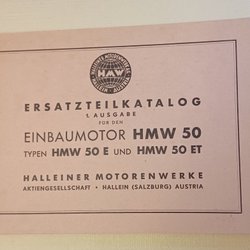 HMW
ERSATZTEILKATALOG
1. AUSGABE
FÜR DEN
EINBAUMOTOR HMW 50
TYPEN HMW 50 E UND HMW 50 ET
HALLEINER MOTORENWERKE
AKTIENGESELLSCHAFT · HALLEIN (SALZBURG) AUSTRIA